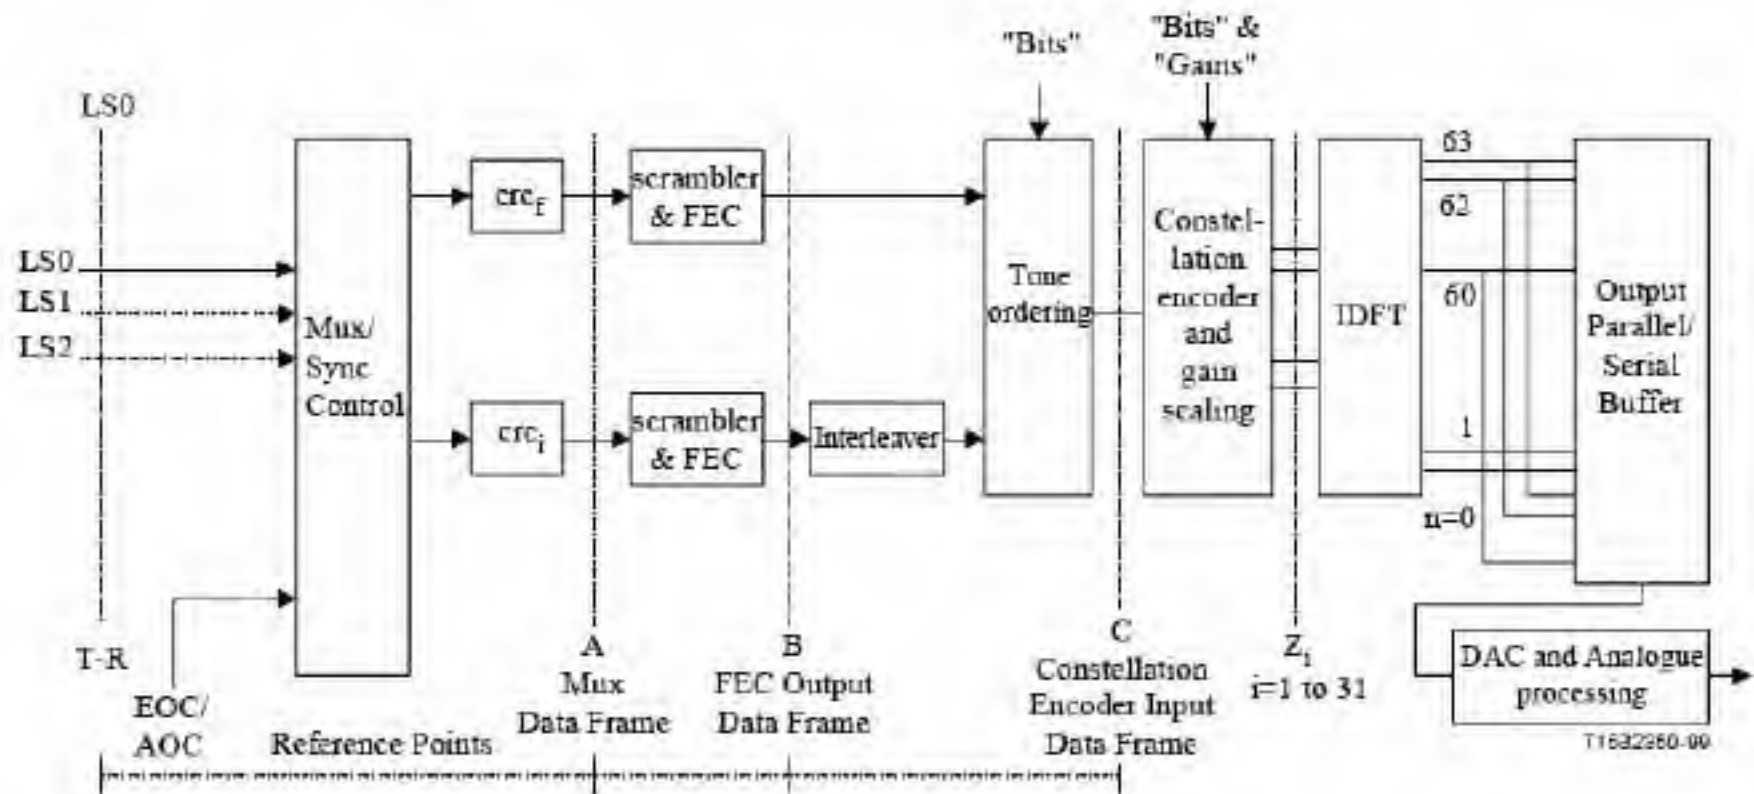 "Bits"
"Bits" &
"Gains"
LS0
63
crc_f
scrambler
& FEC
62
Constel-
lation
encoder
and
gain
scaling
LS0
LS1
LS2
Mux/
Sync
Control
Tone
ordering
IDFT
60
Output
Parallel/
Serial
Buffer
crc_i
scrambler
& FEC
Interleaver
1
n=0
T-R
EOC/
AOC
Reference Points
A
Mux
Data Frame
B
FEC Output
Data Frame
C
Constellation
Encoder Input
Data Frame
Z_i
i=1 to 31
DAC and Analogue
processing
T1532350-99